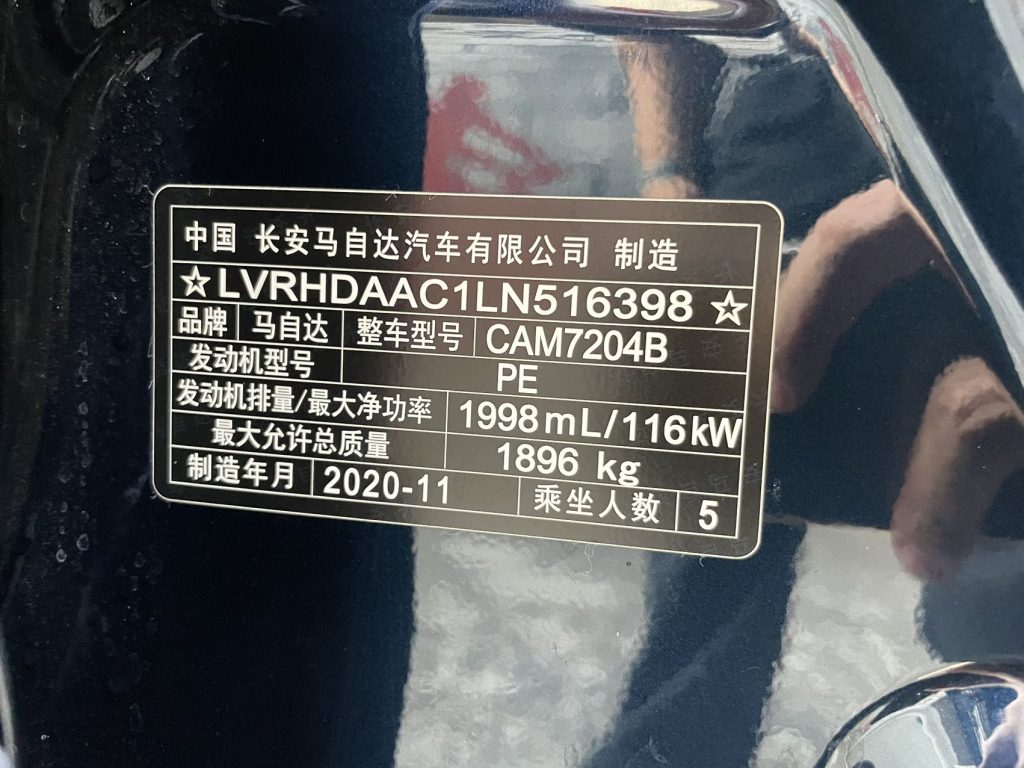 中国 长安马自达汽车有限公司 制造
☆LVRHDAAC1LN516398☆
品牌 马自达 整车型号 CAM7204B
发动机型号 PE
发动机排量/最大净功率 1998mL/116kW
最大允许总质量 1896 kg
制造年月 2020-11 乘坐人数 5